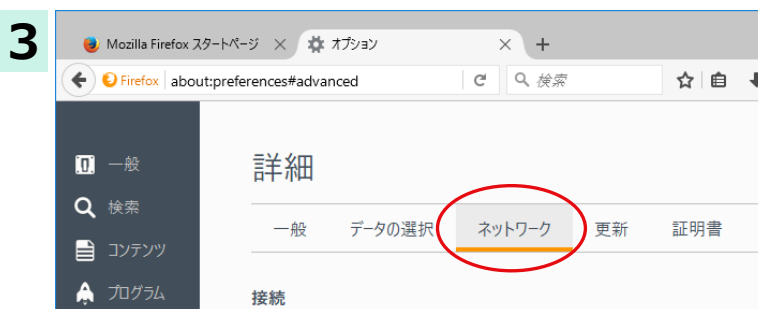 3
Mozilla Firefox スタートページ
オプション
Firefox
about:preferences#advanced
検索
一般
検索
コンテンツ
プログラム
詳細
一般 データの選択 ネットワーク 更新 証明書
接続